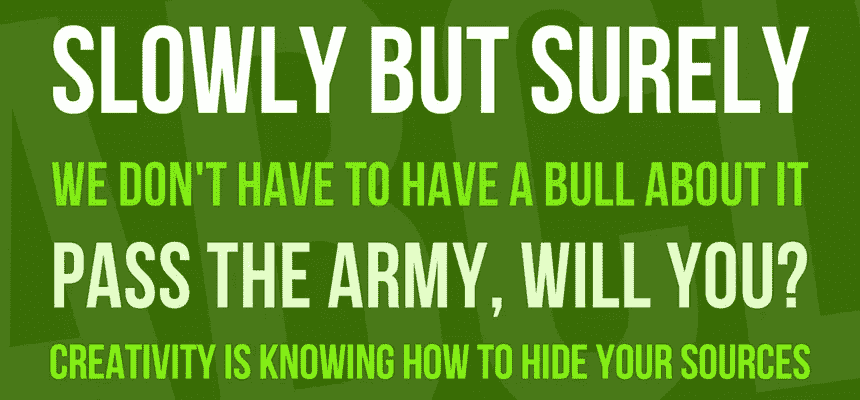 SLOWLY BUT SURELY
WE DON'T HAVE TO HAVE A BULL ABOUT IT
PASS THE ARMY, WILL YOU?
CREATIVITY IS KNOWING HOW TO HIDE YOUR SOURCES